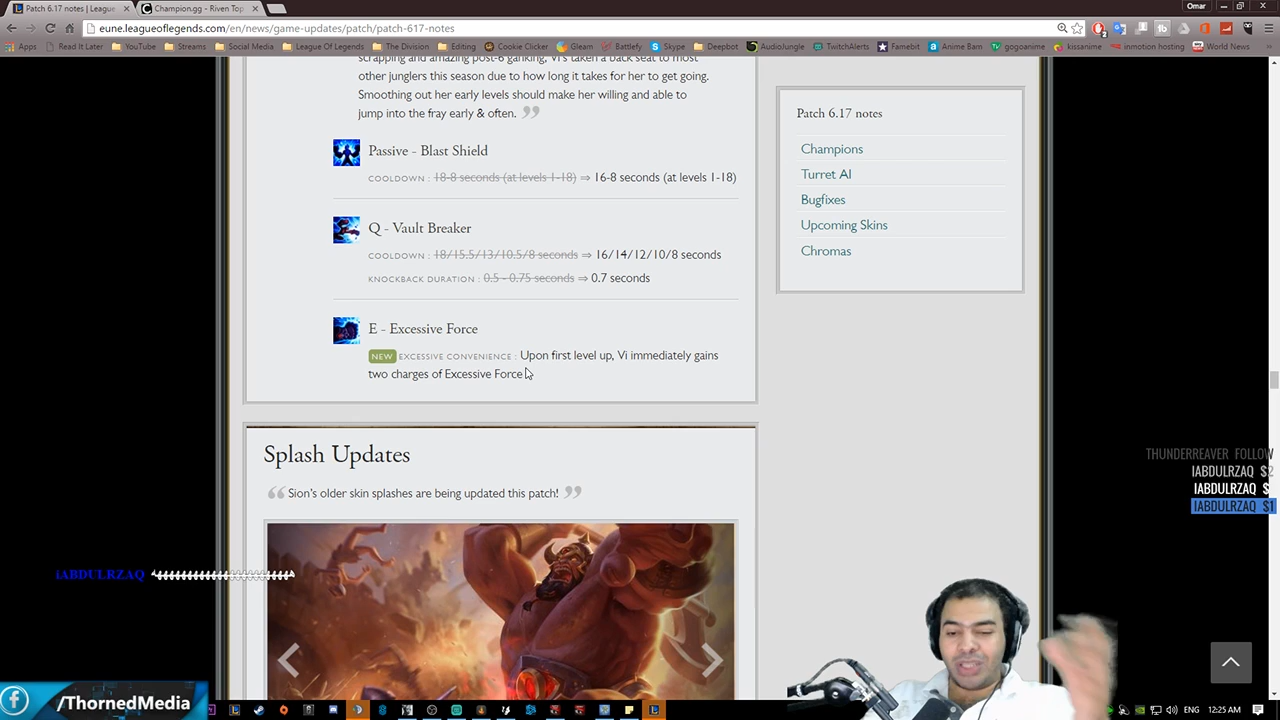 Patch 6.17 notes | League
Champion.gg - Riven Top
Omar
eune.leagueoflegends.com/en/news/game-updates/patch/patch-617-notes
Apps Read It Later YouTube Streams Social Media League Of Legends The Division Editing Cookie Clicker Gleam Battlefy Skype Deepbot AudioJungle TwitchAlerts Famebit Anime Bam gogoanime kissanime inmotion hosting World News
scrapping and amazing post-6 ganking, Vi's taken a back seat to most
other junglers this season due to how long it takes for her to get going.
Smoothing out her early levels should make her willing and able to
jump into the fray early & often.
Passive - Blast Shield
COOLDOWN : 18-8 seconds (at levels 1-18) ⇒ 16-8 seconds (at levels 1-18)
Q - Vault Breaker
COOLDOWN : 18/15.5/13/10.5/8 seconds ⇒ 16/14/12/10/8 seconds
KNOCKBACK DURATION : 0.5 - 0.75 seconds ⇒ 0.7 seconds
E - Excessive Force
NEW EXCESSIVE CONVENIENCE : Upon first level up, Vi immediately gains
two charges of Excessive Force
Splash Updates
Sion's older skin splashes are being updated this patch!
Patch 6.17 notes
Champions
Turret AI
Bugfixes
Upcoming Skins
Chromas
THUNDERREAVER FOLLOW
IABDULRZAQ $2
IABDULRZAQ $
IABDULRZAQ $1
iABDULRZAQ
/ThornedMedia
ENG 12:25 AM